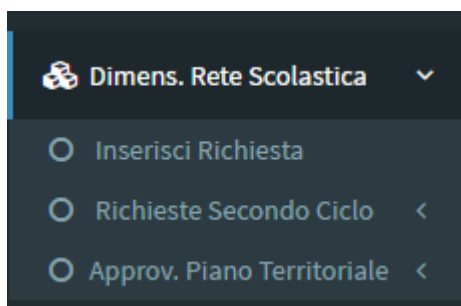 Dimens. Rete Scolastica
Inserisci Richiesta
Richieste Secondo Ciclo
Approv. Piano Territoriale